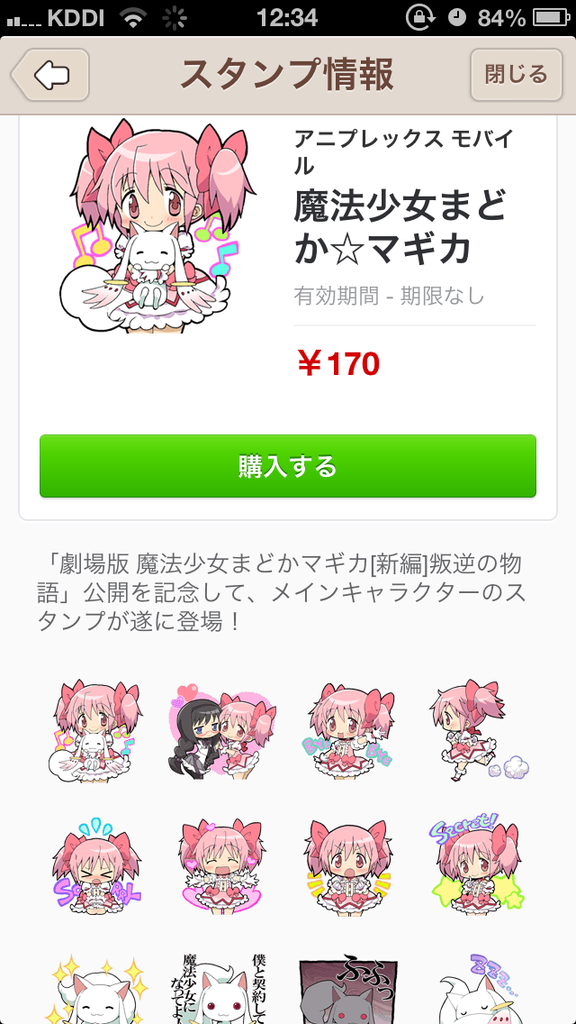 KDDI 12:34 84%
スタンプ情報
閉じる
アニプレックス モバイ
ル
魔法少女まど
か☆マギカ
有効期間 - 期限なし
￥170
購入する
「劇場版 魔法少女まどかマギカ[新編]叛逆の物
語」公開を記念して、メインキャラクターのス
タンプが遂に登場！
Bye Bye
Secret!
僕と契約して
魔法少女に
なってよ
ふふっ
ZZZ...